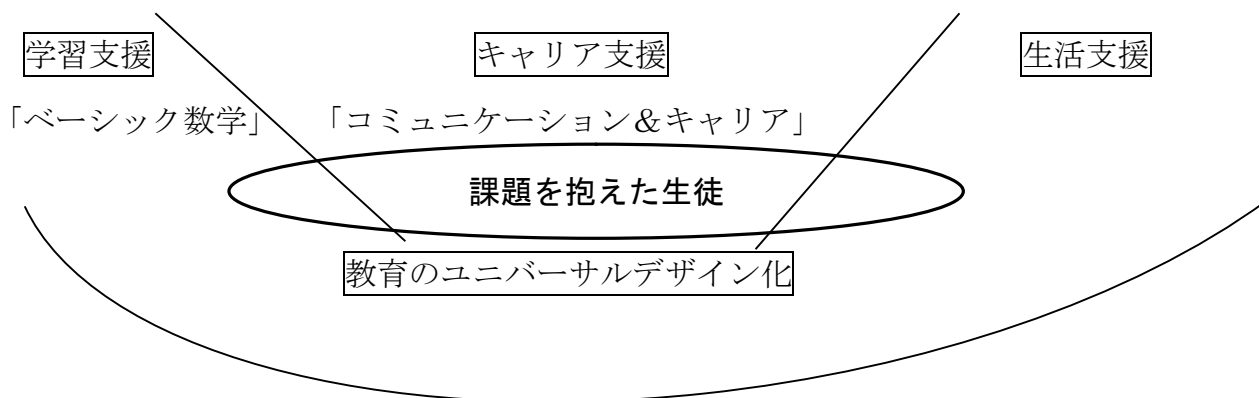 学習支援 キャリア支援 生活支援
「ベーシック数学」 「コミュニケーション＆キャリア」
課題を抱えた生徒
教育のユニバーサルデザイン化